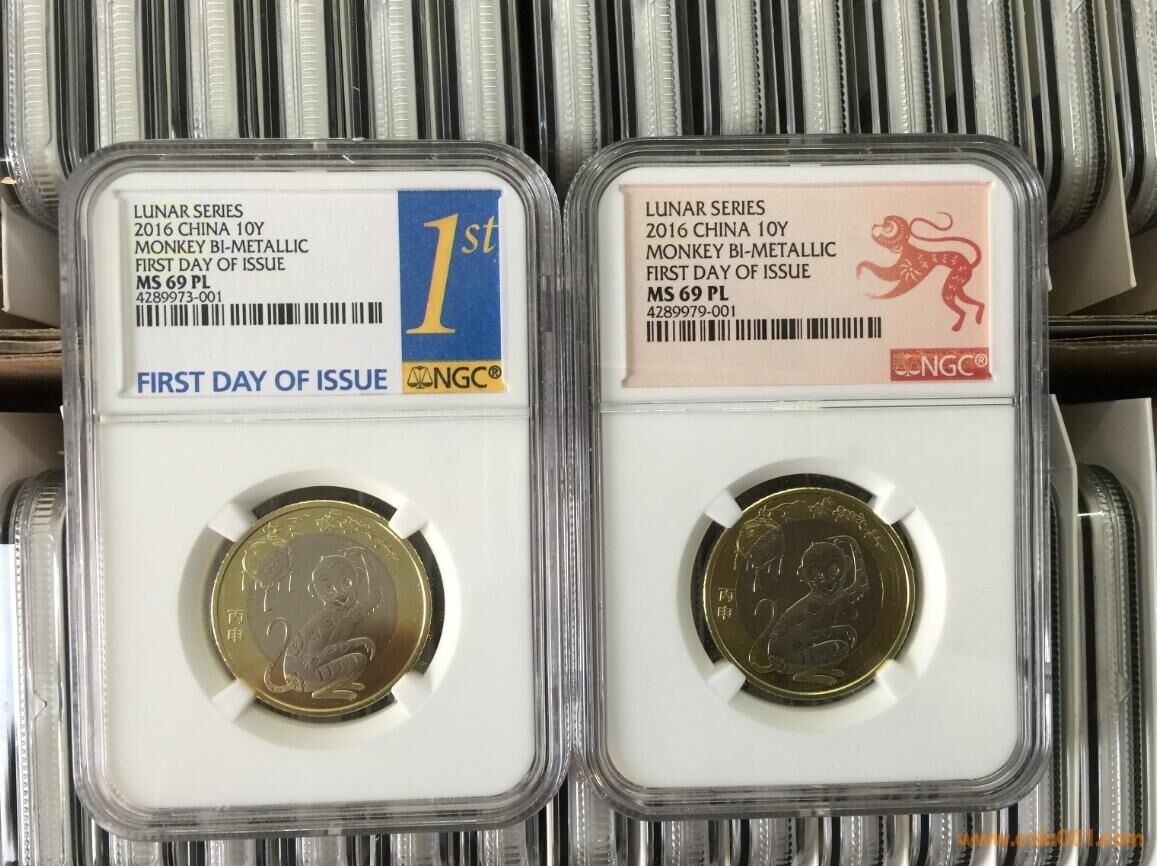 LUNAR SERIES
2016 CHINA 10Y
MONKEY BI-METALLIC
FIRST DAY OF ISSUE
MS 69 PL
4289973-001
1st
FIRST DAY OF ISSUE
NGC®
丙
申
LUNAR SERIES
2016 CHINA 10Y
MONKEY BI-METALLIC
FIRST DAY OF ISSUE
MS 69 PL
4289979-001
NGC®
丙
申
www.coin001.com